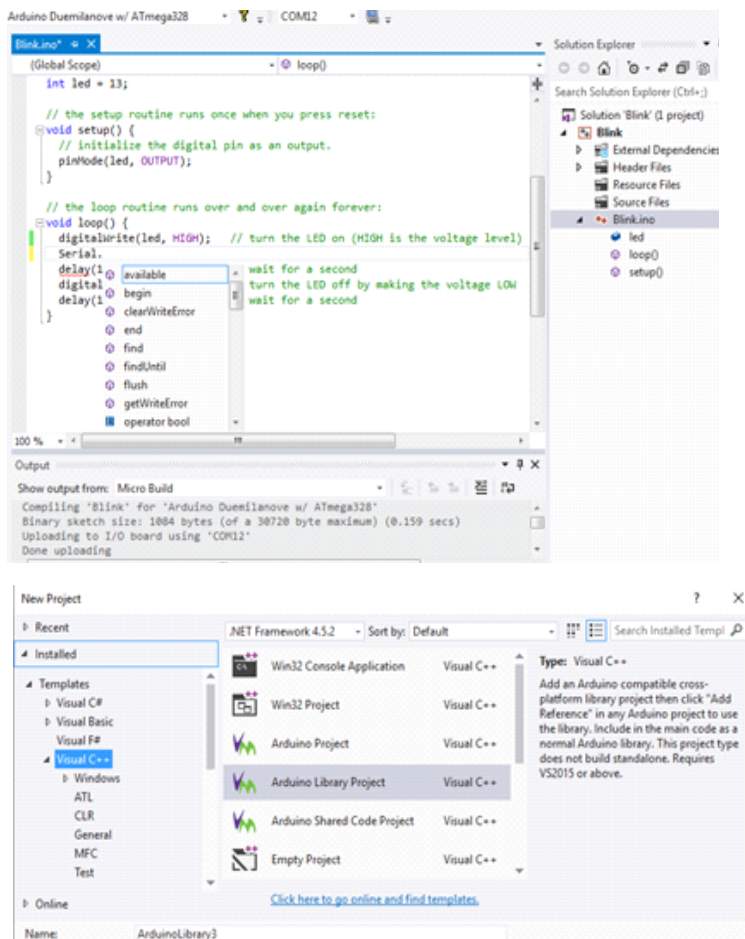 Arduino Duemilanove w/ ATmega328 COM12
Blink.ino*
(Global Scope) loop()
int led = 13;
// the setup routine runs once when you press reset:
void setup() {
// initialize the digital pin as an output.
pinMode(led, OUTPUT);
}
// the loop routine runs over and over again forever:
void loop() {
digitalWrite(led, HIGH); // turn the LED on (HIGH is the voltage level)
Serial.
delay(1 wait for a second
digital turn the LED off by making the voltage LOW
delay(1 wait for a second
}
available
begin
clearWriteError
end
find
findUntil
flush
getWriteError
operator bool
100 %
Output
Show output from: Micro Build
Compiling 'Blink' for 'Arduino Duemilanove w/ ATmega328'
Binary sketch size: 1084 bytes (of a 30720 byte maximum) (0.159 secs)
Uploading to I/O board using 'COM12'
Done uploading
Solution Explorer
Search Solution Explorer (Ctrl+;)
Solution 'Blink' (1 project)
Blink
External Dependencies
Header Files
Resource Files
Source Files
Blink.ino
led
loop()
setup()
New Project ?
Recent
Installed
Templates
Visual C#
Visual Basic
Visual F#
Visual C++
Windows
ATL
CLR
General
MFC
Test
Online
.NET Framework 4.5.2 Sort by: Default
Search Installed Templ
Win32 Console Application Visual C++
Win32 Project Visual C++
Arduino Project Visual C++
Arduino Library Project Visual C++
Arduino Shared Code Project Visual C++
Empty Project Visual C++
Click here to go online and find templates.
Type: Visual C++
Add an Arduino compatible cross-
platform library project then click "Add
Reference" in any Arduino project to use
the library. Include in the main code as a
normal Arduino library. This project type
does not build standalone. Requires
VS2015 or above.
Name: ArduinoLibrary3